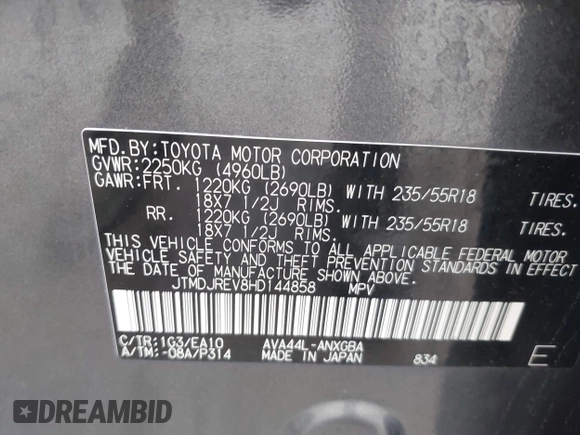 MFD.BY:TOYOTA MOTOR CORPORATION
GVWR:2250KG (4960LB)
GAWR:FRT. 1220KG (2690LB) WITH 235/55R18 TIRES.
18X7 1/2J RIMS.
RR. 1220KG (2690LB) WITH 235/55R18 TIRES.
18X7 1/2J RIMS.
THIS VEHICLE CONFORMS TO ALL APPLICABLE FEDERAL MOTOR
VEHICLE SAFETY AND THEFT PREVENTION STANDARDS IN EFFECT
ON THE DATE OF MANUFACTURE SHOWN ABOVE.
JTMDJREV8HD144858 MPV
C/TR:1G3/EA10 AVA44L-ANXGBA
A/TM:-08A/P314 MADE IN JAPAN 834 E
DREAMBID
DREAMBID.COM